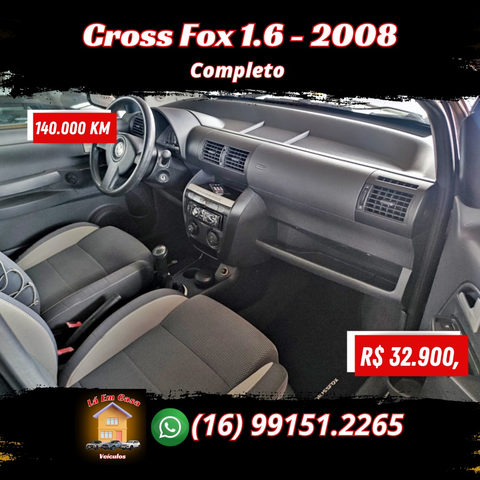 Cross Fox 1.6 - 2008
Completo
140.000 KM
R$ 32.900,
Lá Em Casa
Veículos
(16) 99151.2265